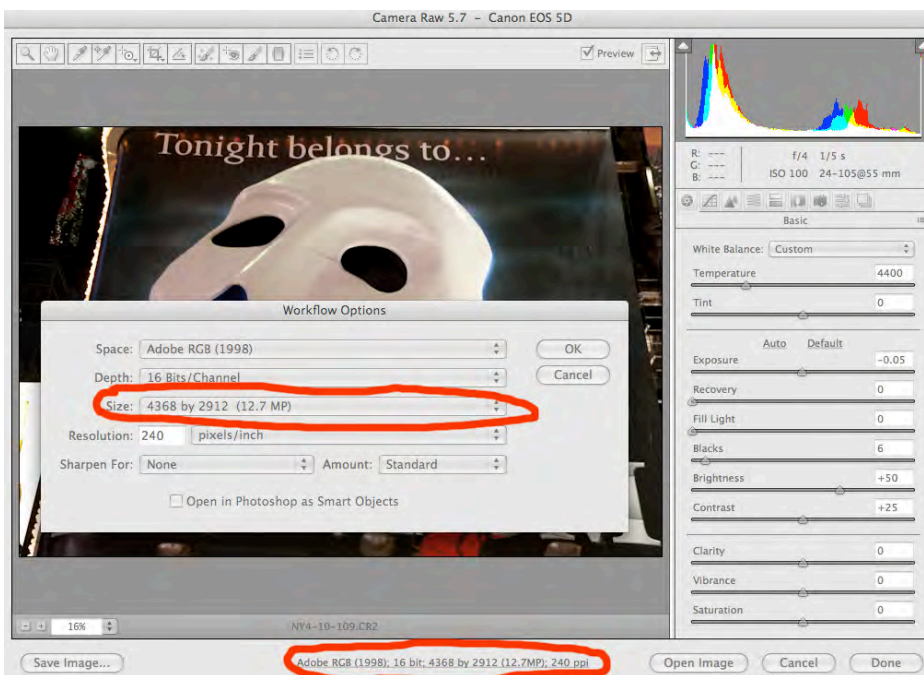 Camera Raw 5.7 - Canon EOS 5D
Preview
Tonight belongs to...
R: ---
G: ---
B: ---
f/4 1/5 s
ISO 100 24-105@55 mm
Basic
White Balance: Custom
Temperature 4400
Tint 0
Auto Default
Exposure -0.05
Recovery 0
Fill Light 0
Blacks 6
Brightness +50
Contrast +25
Clarity 0
Vibrance 0
Saturation 0
Workflow Options
Space: Adobe RGB (1998)
OK
Depth: 16 Bits/Channel
Cancel
Size: 4368 by 2912 (12.7 MP)
Resolution: 240 pixels/inch
Sharpen For: None Amount: Standard
Open in Photoshop as Smart Objects
16%
NY4-10-109.CR2
Save Image...
Adobe RGB (1998); 16 bit; 4368 by 2912 (12.7MP); 240 ppi
Open Image
Cancel
Done